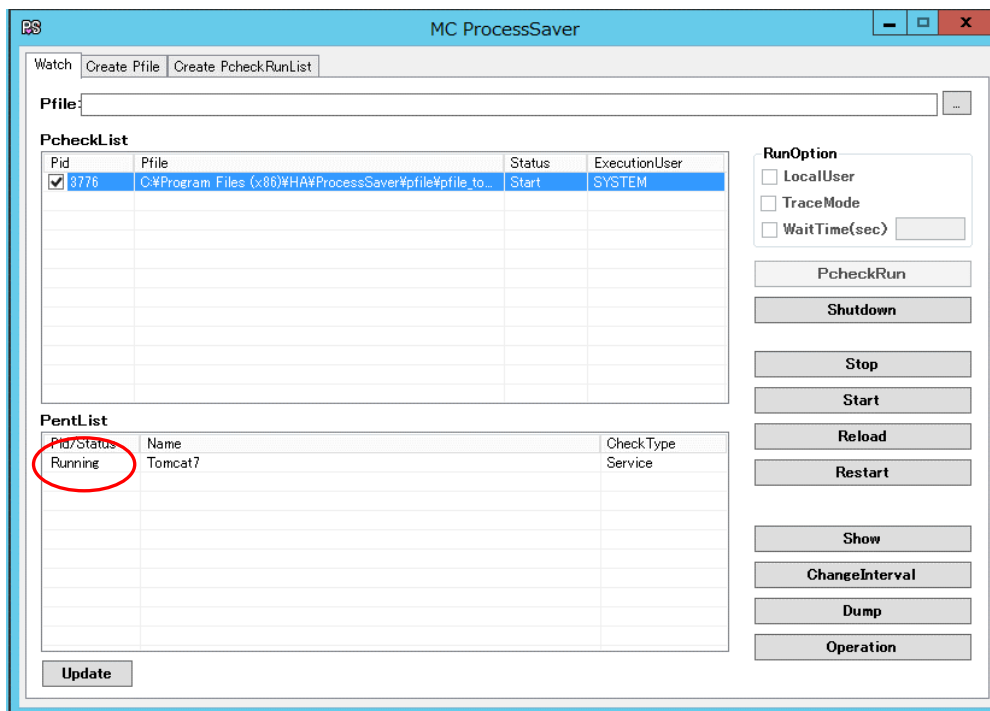 PS MC ProcessSaver
Watch Create Pfile Create PcheckRunList
Pfile: ...
PcheckList
Pid Pfile Status ExecutionUser
3776 C:¥Program Files (x86)¥HA¥ProcessSaver¥pfile¥pfile_to... Start SYSTEM
RunOption
LocalUser
TraceMode
WaitTime(sec)
PcheckRun
Shutdown
Stop
Start
Reload
Restart
PentList
Pid/Status Name CheckType
Running Tomcat7 Service
Show
ChangeInterval
Dump
Operation
Update